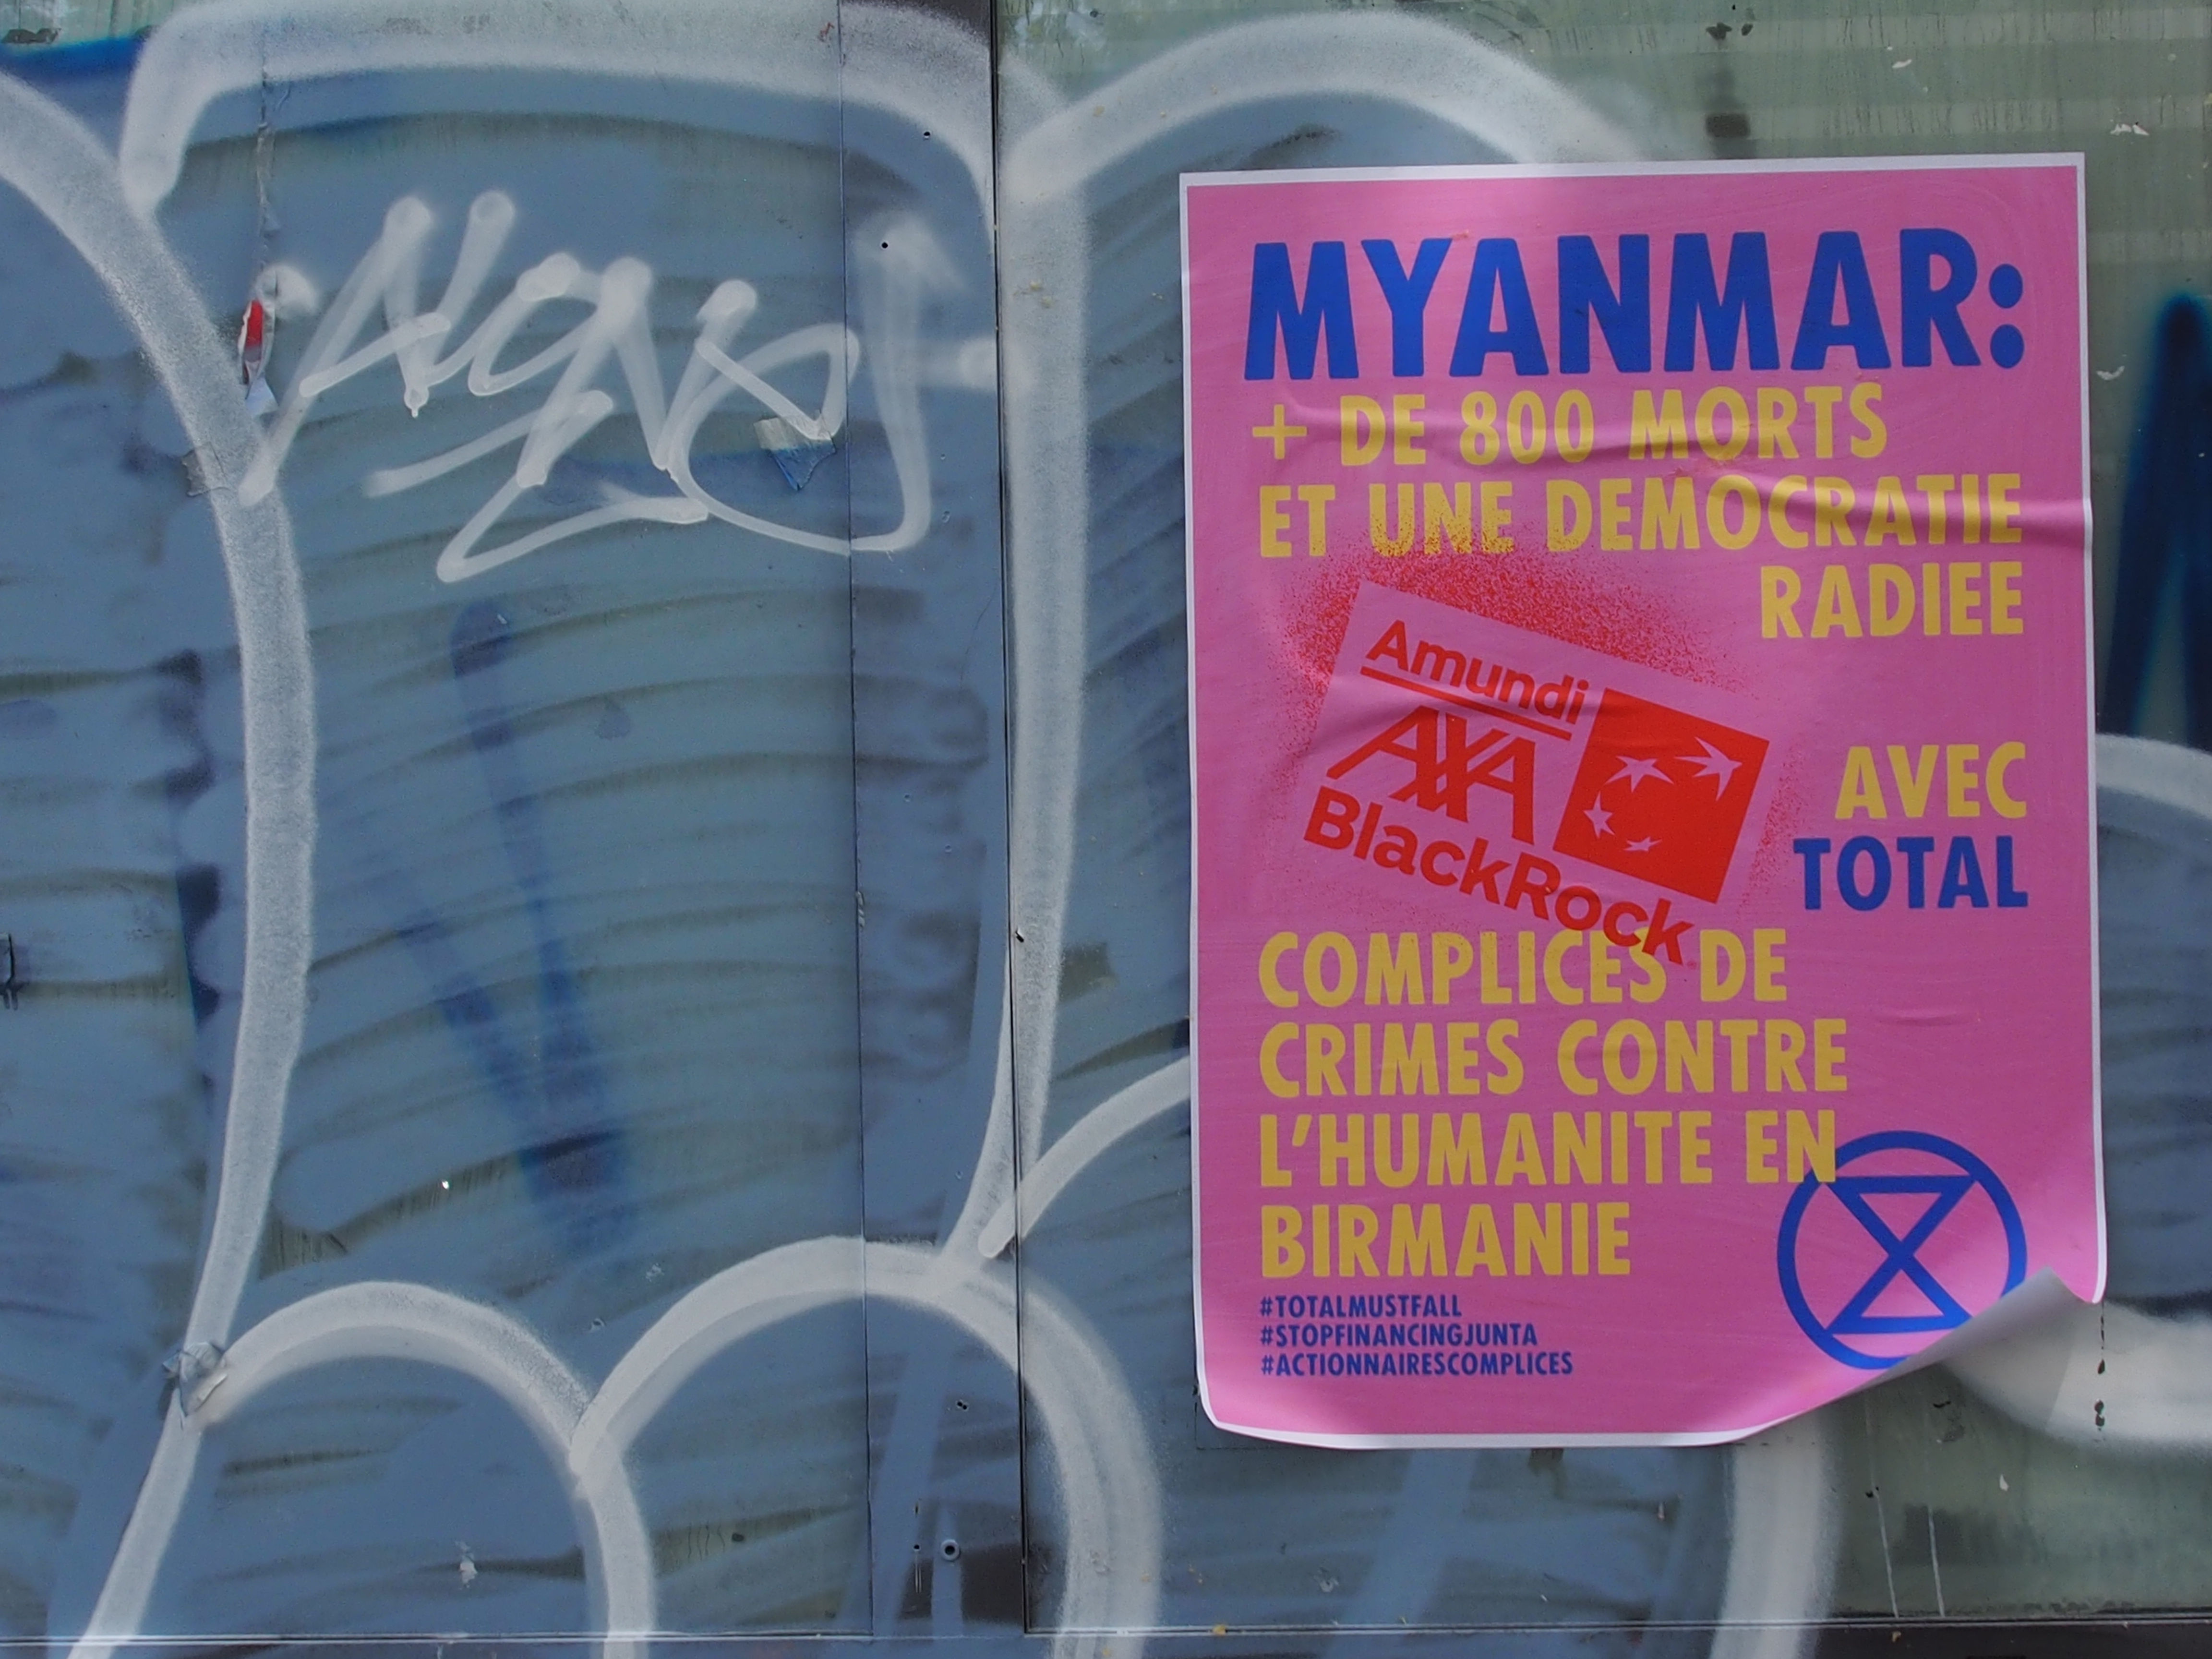 MYANMAR:
+ DE 800 MORTS
ET UNE DEMOCRATIE
RADIEE
Amundi
AXA
BlackRock
AVEC
TOTAL
COMPLICES DE
CRIMES CONTRE
L'HUMANITE EN
BIRMANIE
#TOTALMUSTFALL
#STOPFINANCINGJUNTA
#ACTIONNAIRESCOMPLICES